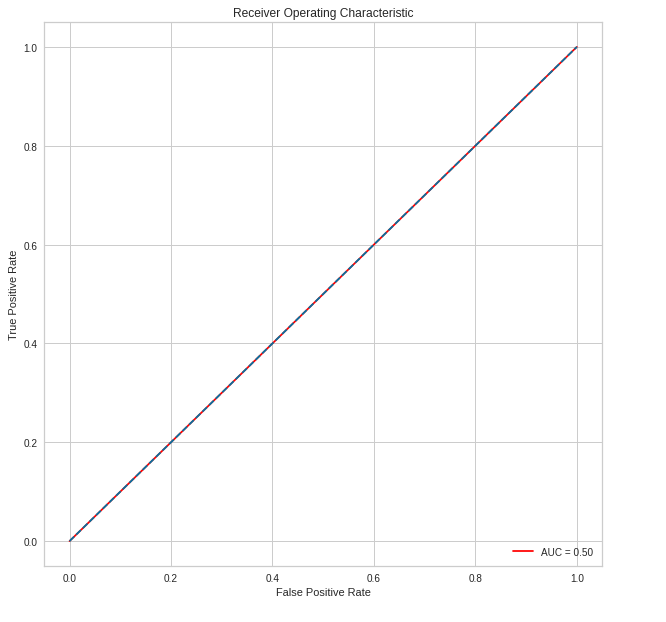 Receiver Operating Characteristic
1.0
0.8
0.6
0.4
0.2
0.0
True Positive Rate
AUC = 0.50
0.0 0.2 0.4 0.6 0.8 1.0
False Positive Rate